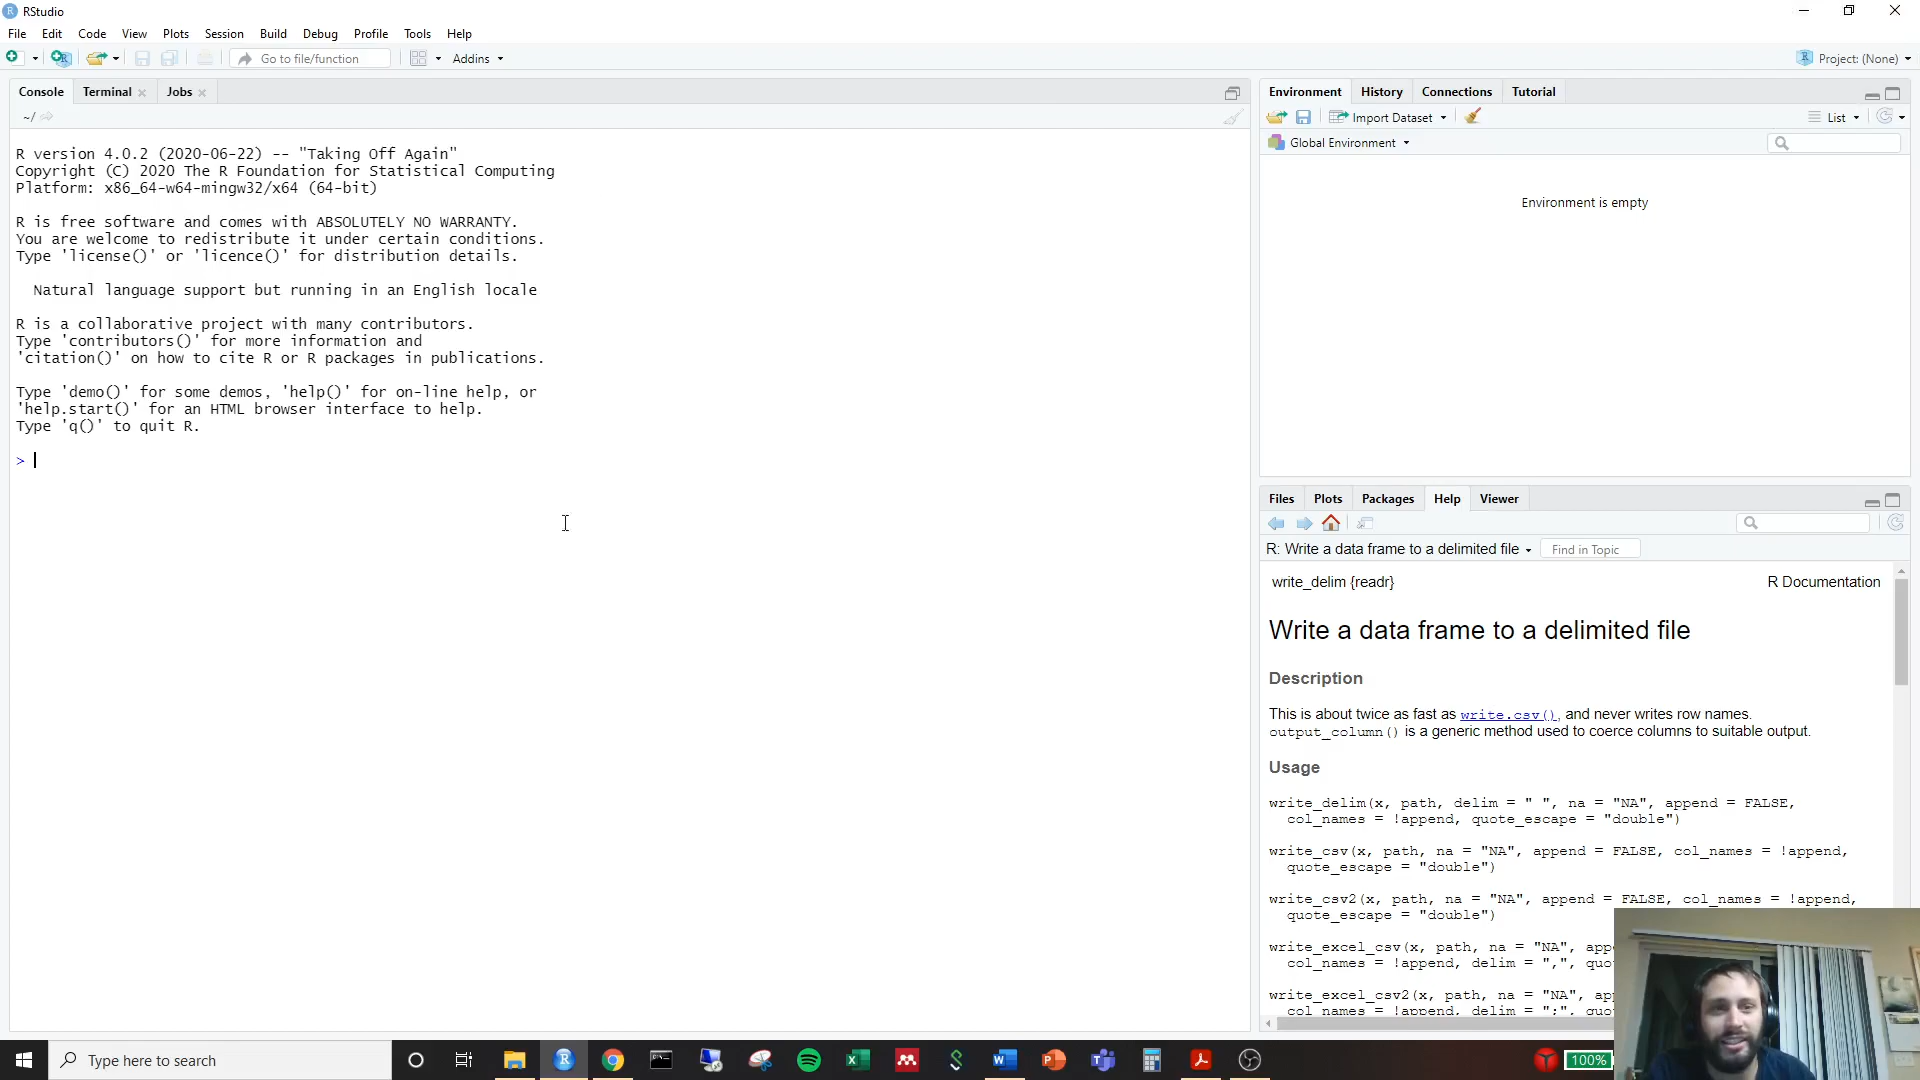 RStudio
File Edit Code View Plots Session Build Debug Profile Tools Help
Go to file/function Addins Project: (None)
Console Terminal Jobs
~/
R version 4.0.2 (2020-06-22) -- "Taking Off Again"
Copyright (C) 2020 The R Foundation for Statistical Computing
Platform: x86_64-w64-mingw32/x64 (64-bit)
R is free software and comes with ABSOLUTELY NO WARRANTY.
You are welcome to redistribute it under certain conditions.
Type 'license()' or 'licence()' for distribution details.
Natural language support but running in an English locale
R is a collaborative project with many contributors.
Type 'contributors()' for more information and
'citation()' on how to cite R or R packages in publications.
Type 'demo()' for some demos, 'help()' for on-line help, or
'help.start()' for an HTML browser interface to help.
Type 'q()' to quit R.
>
Environment History Connections Tutorial
Import Dataset List
Global Environment
Environment is empty
Files Plots Packages Help Viewer
R: Write a data frame to a delimited file Find in Topic
write_delim {readr} R Documentation
Write a data frame to a delimited file
Description
This is about twice as fast as write.csv(), and never writes row names.
output_column() is a generic method used to coerce columns to suitable output.
Usage
write_delim(x, path, delim = " ", na = "NA", append = FALSE,
col_names = !append, quote_escape = "double")
write_csv(x, path, na = "NA", append = FALSE, col_names = !append,
quote_escape = "double")
write_csv2(x, path, na = "NA", append = FALSE, col_names = !append,
quote_escape = "double")
write_excel_csv(x, path, na = "NA", app
col_names = !append, delim = ",", quo
write_excel_csv2(x, path, na = "NA", ap
col_names = !append, delim = ";", quo
Type here to search
100%